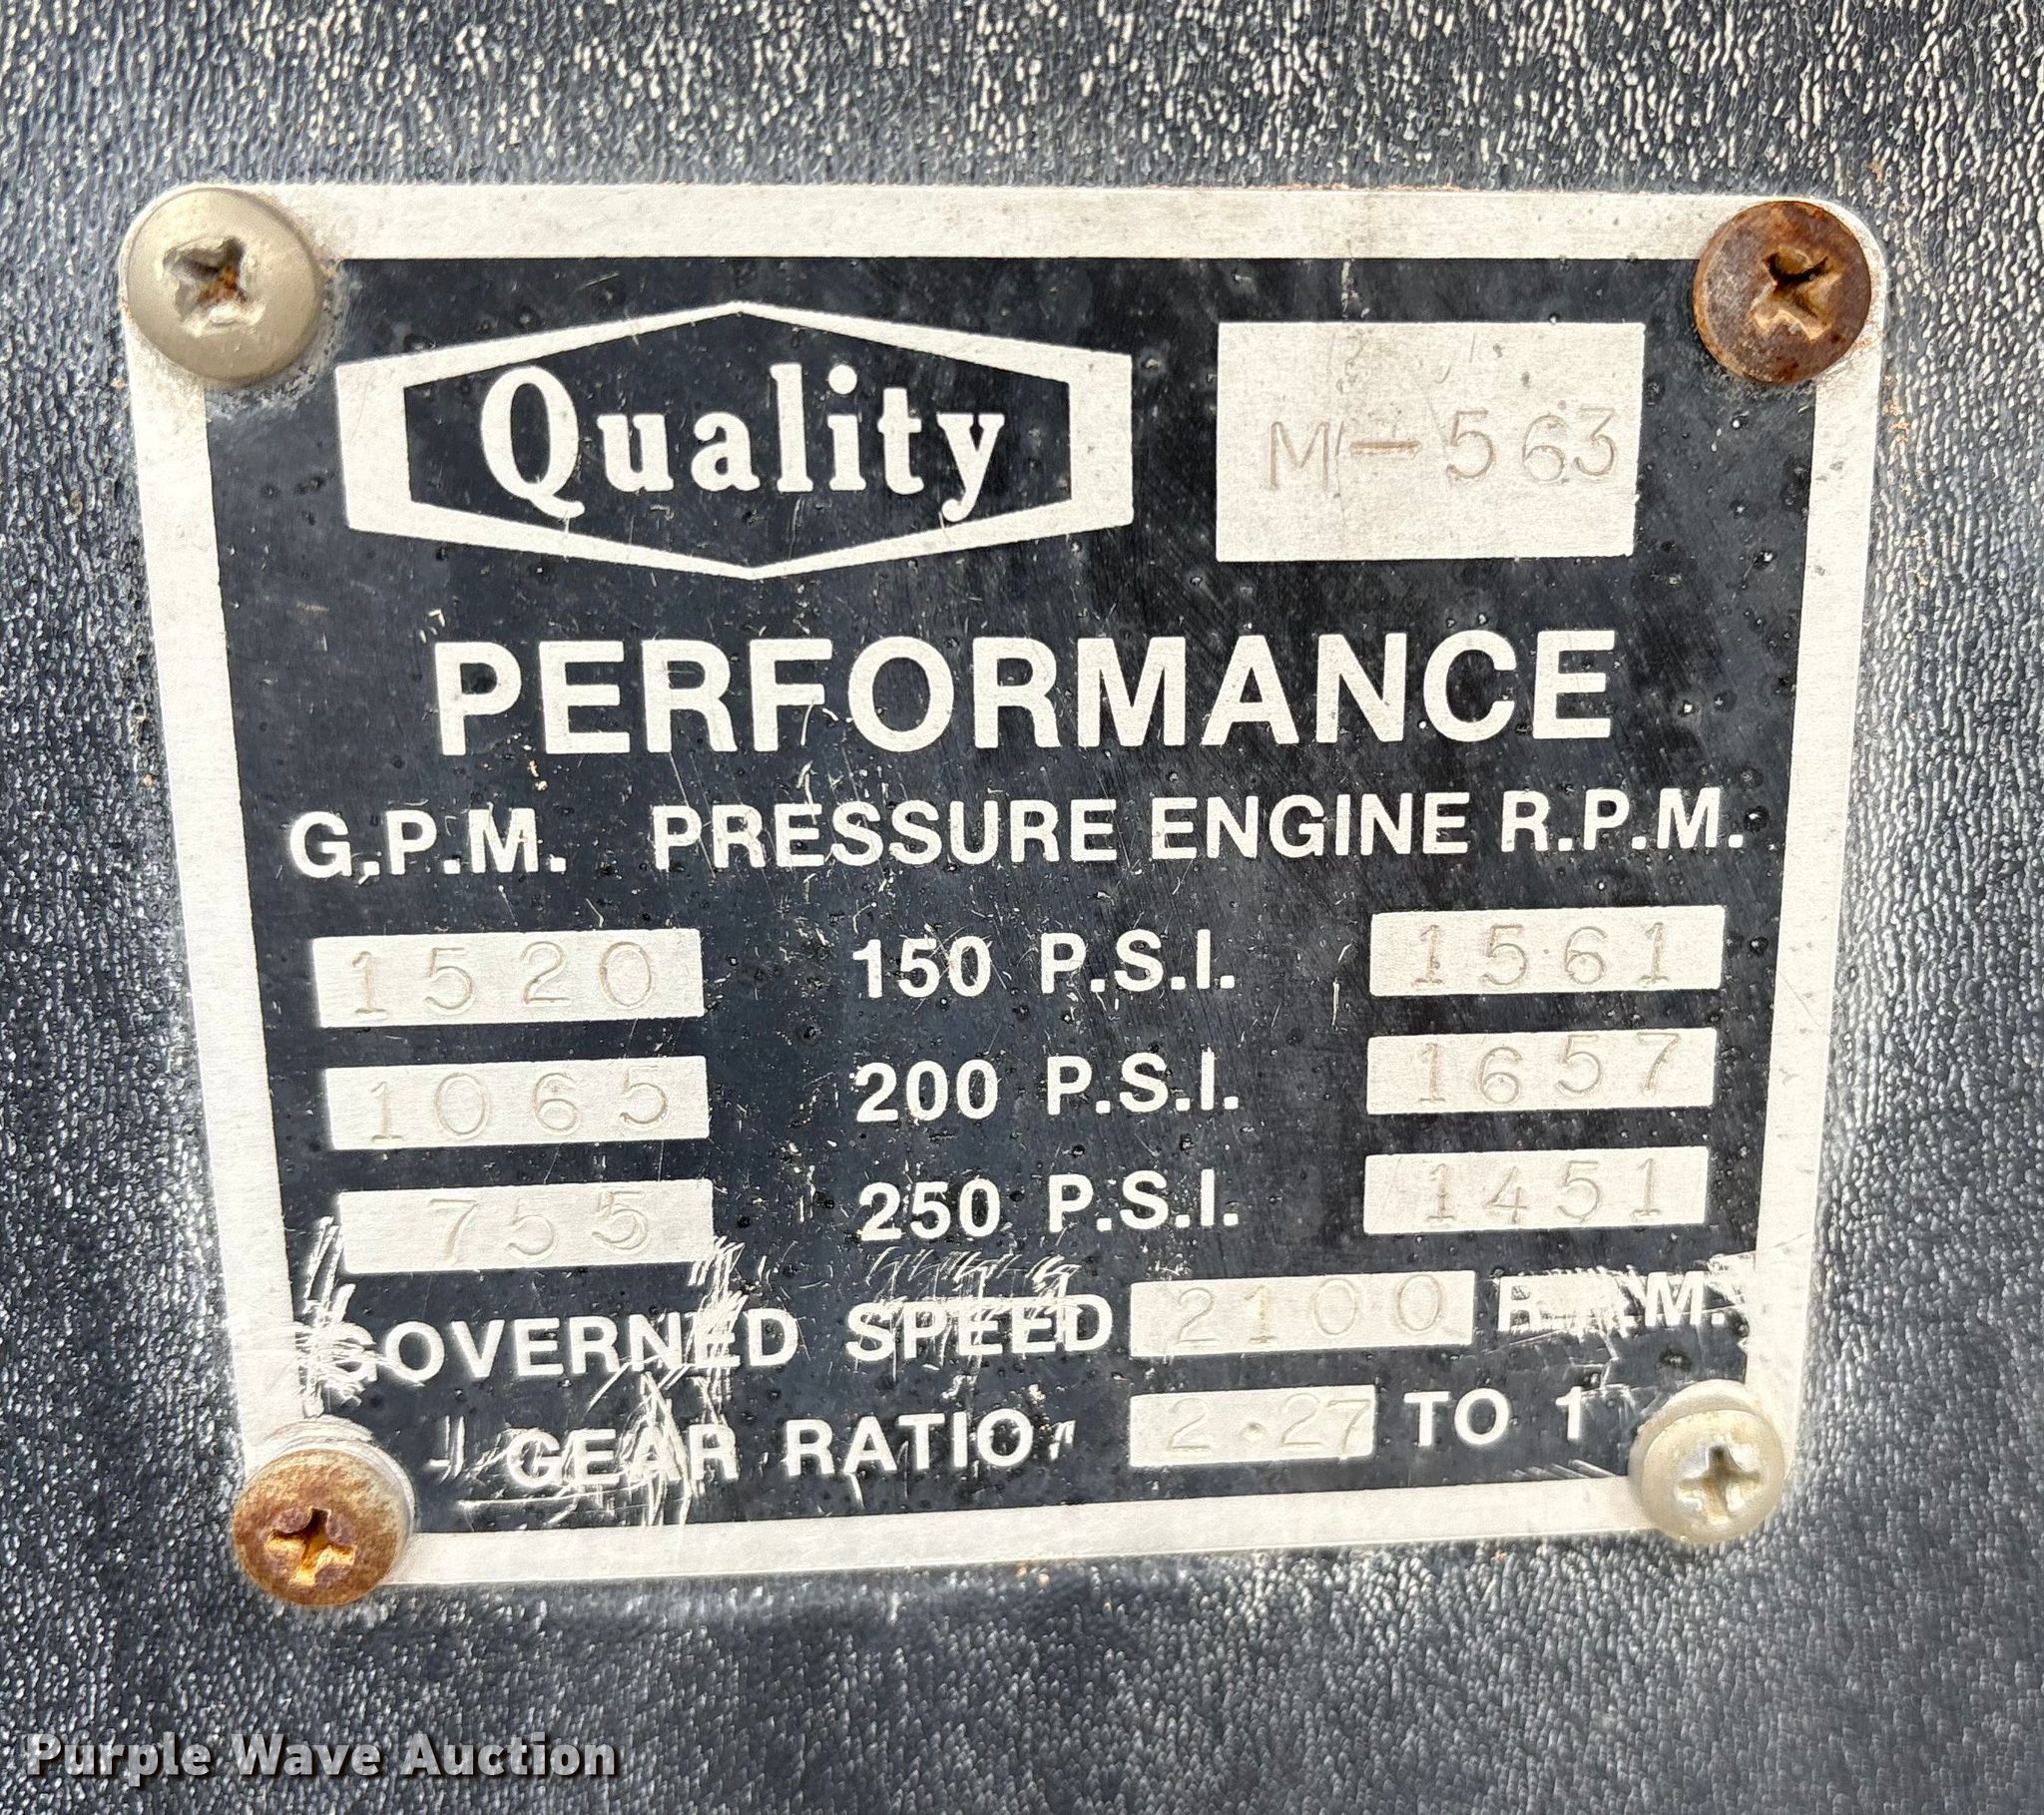 Quality M-563
PERFORMANCE
G.P.M. PRESSURE ENGINE R.P.M.
1520 150 P.S.I. 1561
1065 200 P.S.I. 1657
755 250 P.S.I. 1451
GOVERNED SPEED 2100 R.P.M.
GEAR RATIO 2.27 TO 1
Purple Wave Auction